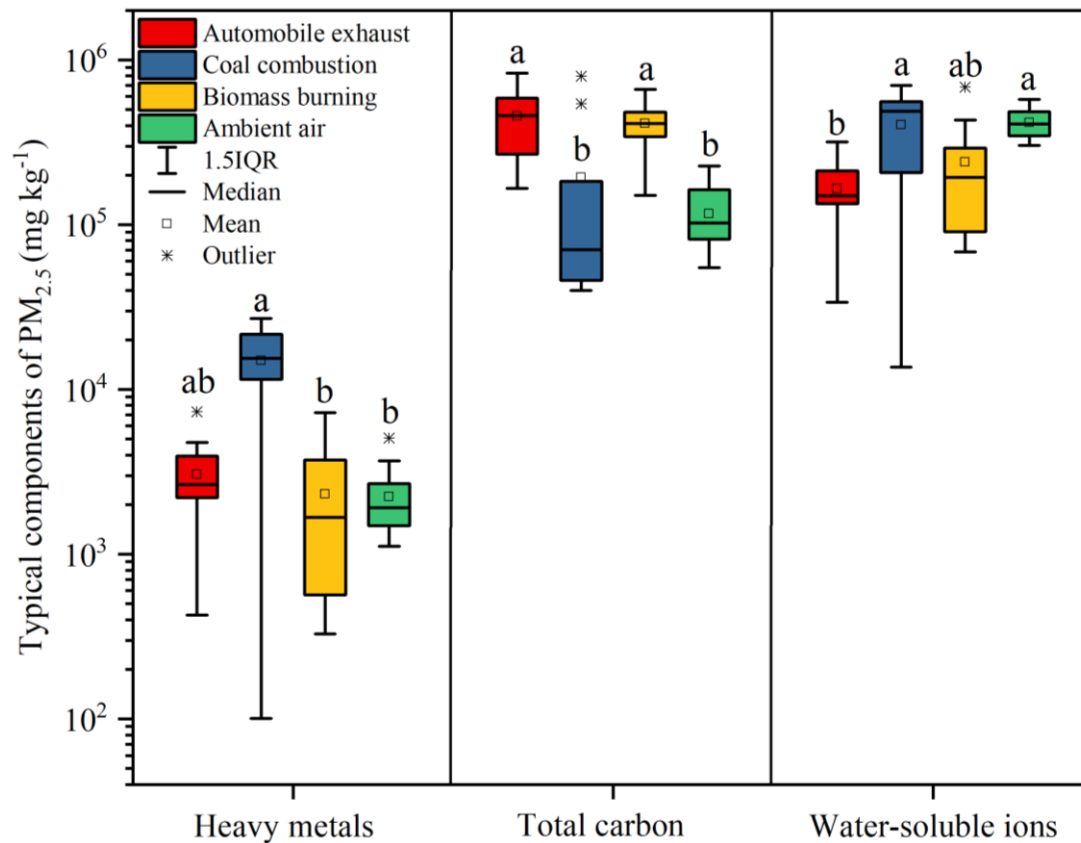 Typical components of PM2.5 (mg kg-1)
10^6
10^5
10^4
10^3
10^2
Automobile exhaust
Coal combustion
Biomass burning
Ambient air
1.5IQR
Median
Mean
Outlier
ab
a
b
b
a
b
a
b
b
a
ab
a
Heavy metals
Total carbon
Water-soluble ions